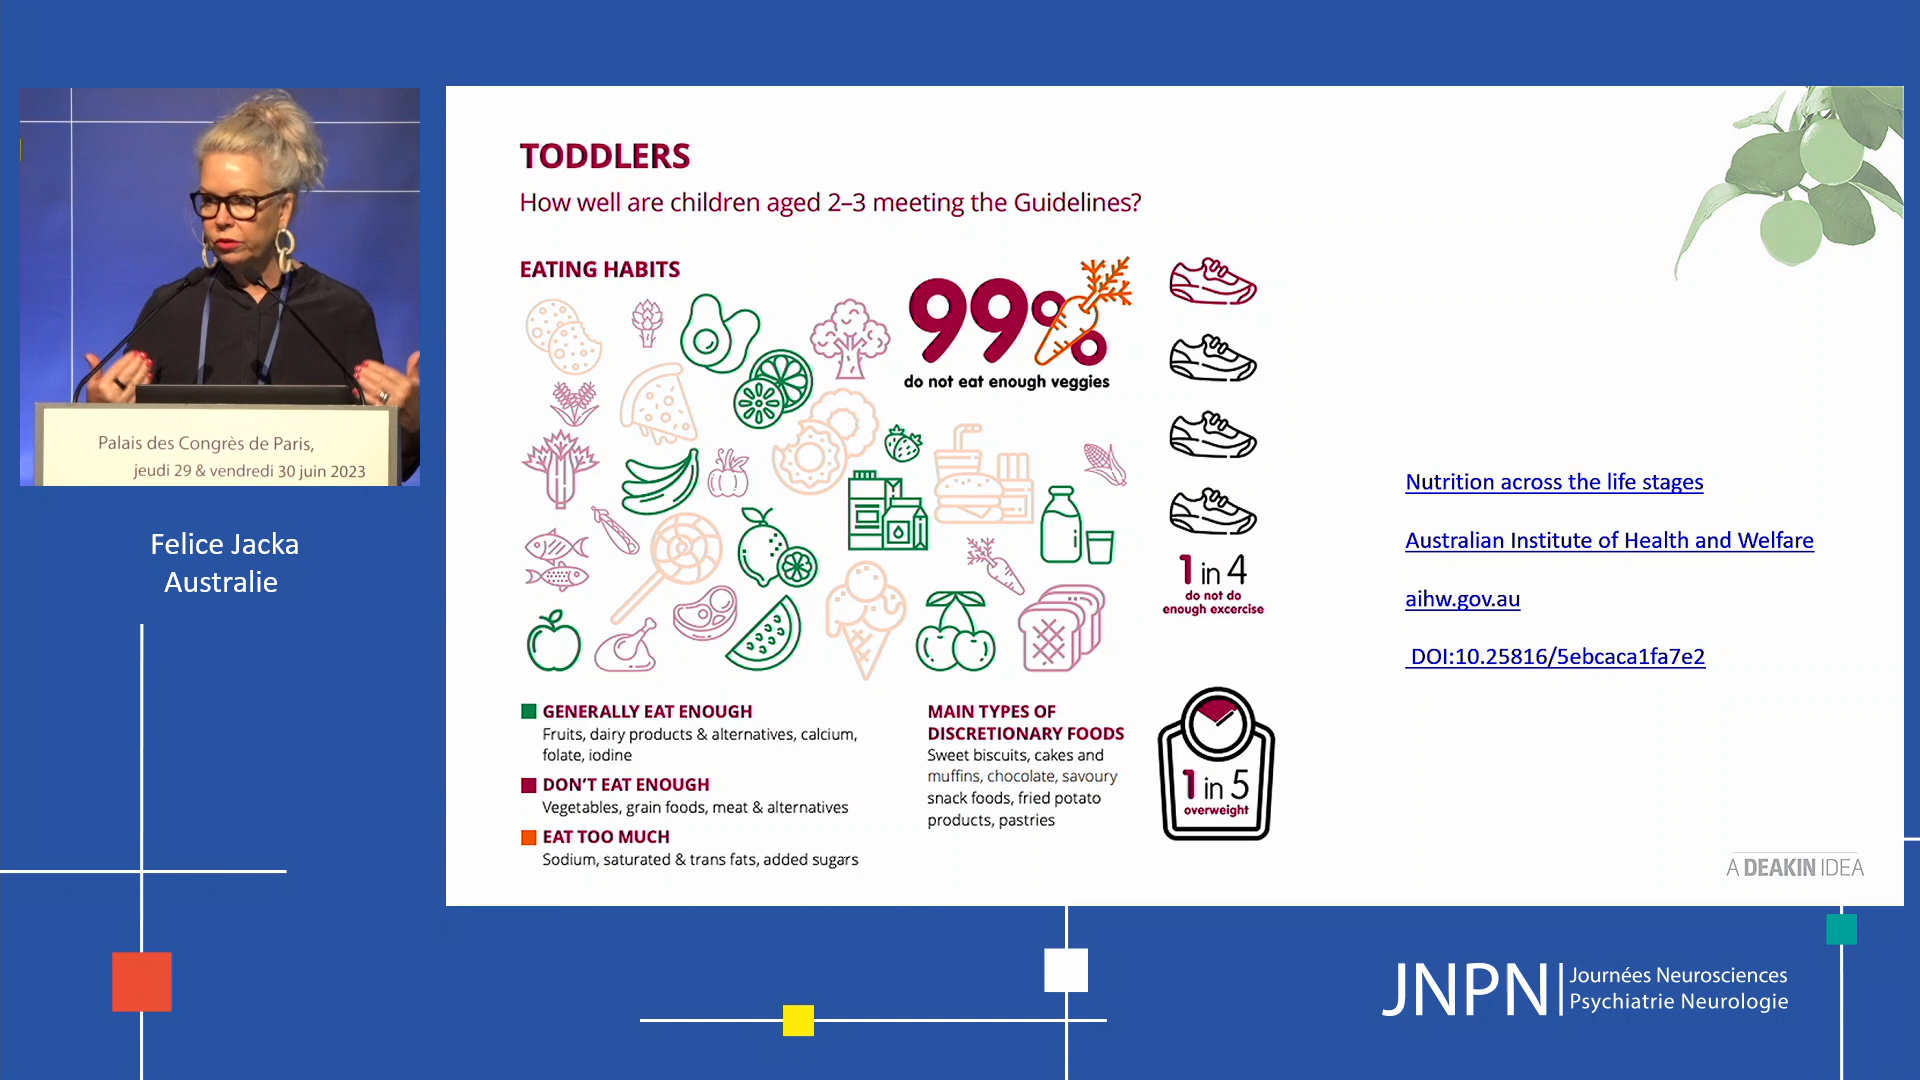 Palais des Congrès de Paris,
jeudi 29 & vendredi 30 juin 2023
Felice Jacka
Australie
TODDLERS
How well are children aged 2–3 meeting the Guidelines?
EATING HABITS
99%
do not eat enough veggies
1 in 4
do not do
enough excercise
GENERALLY EAT ENOUGH
Fruits, dairy products & alternatives, calcium,
folate, iodine
DON'T EAT ENOUGH
Vegetables, grain foods, meat & alternatives
EAT TOO MUCH
Sodium, saturated & trans fats, added sugars
MAIN TYPES OF
DISCRETIONARY FOODS
Sweet biscuits, cakes and
muffins, chocolate, savoury
snack foods, fried potato
products, pastries
1 in 5
overweight
Nutrition across the life stages
Australian Institute of Health and Welfare
aihw.gov.au
DOI:10.25816/5ebcaca1fa7e2
A DEAKIN IDEA
JNPN
Journées Neurosciences
Psychiatrie Neurologie